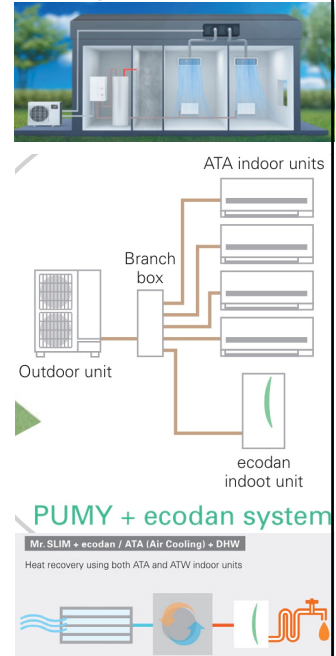 ATA indoor units
Branch
box
Outdoor unit
ecodan
indoot unit
PUMY + ecodan system
Mr. SLIM + ecodan / ATA (Air Cooling) + DHW
Heat recovery using both ATA and ATW indoor units